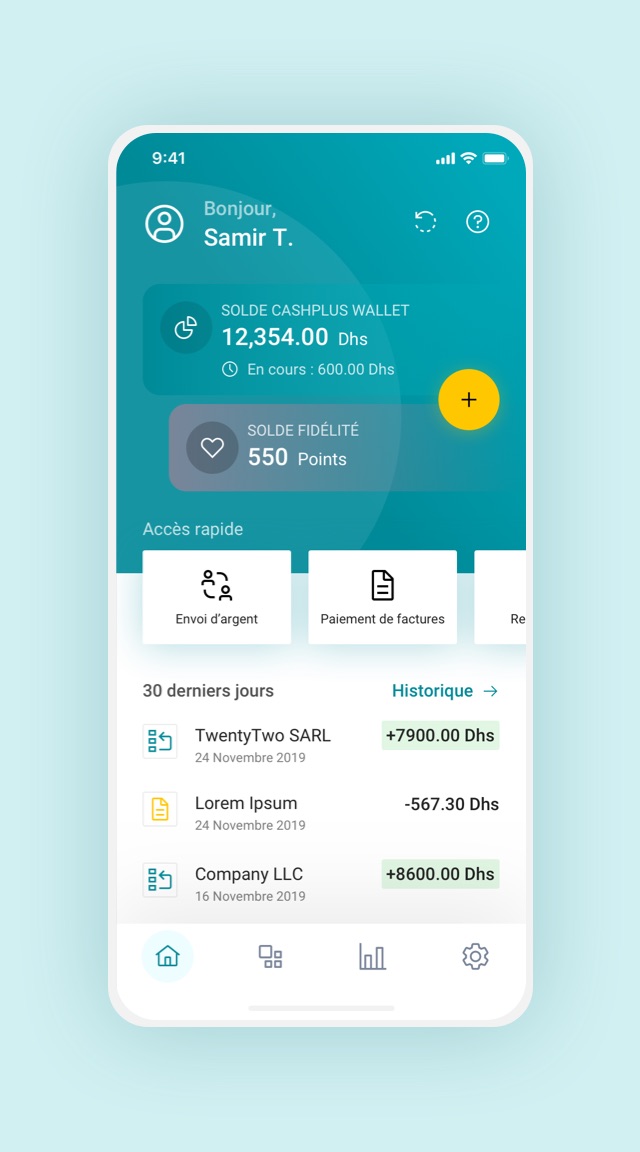 9:41
Bonjour,
Samir T.
SOLDE CASHPLUS WALLET
12,354.00 Dhs
En cours : 600.00 Dhs
+
SOLDE FIDÉLITÉ
550 Points
Accès rapide
Envoi d’argent
Paiement de factures
Re
30 derniers jours
Historique →
TwentyTwo SARL
+7900.00 Dhs
24 Novembre 2019
Lorem Ipsum
-567.30 Dhs
24 Novembre 2019
Company LLC
+8600.00 Dhs
16 Novembre 2019